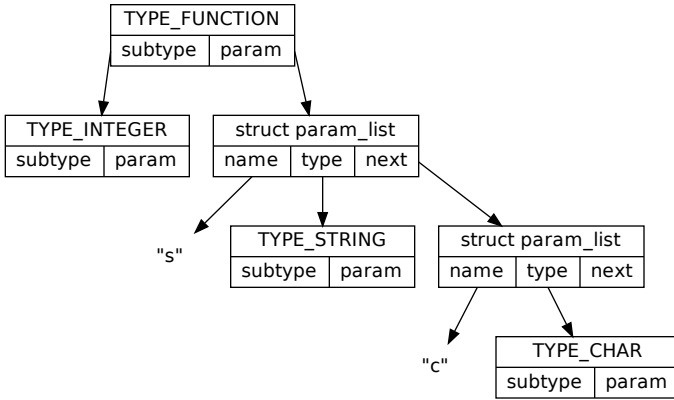 TYPE_FUNCTION
subtype param
TYPE_INTEGER
subtype param
struct param_list
name type next
"s"
TYPE_STRING
subtype param
struct param_list
name type next
"c"
TYPE_CHAR
subtype param